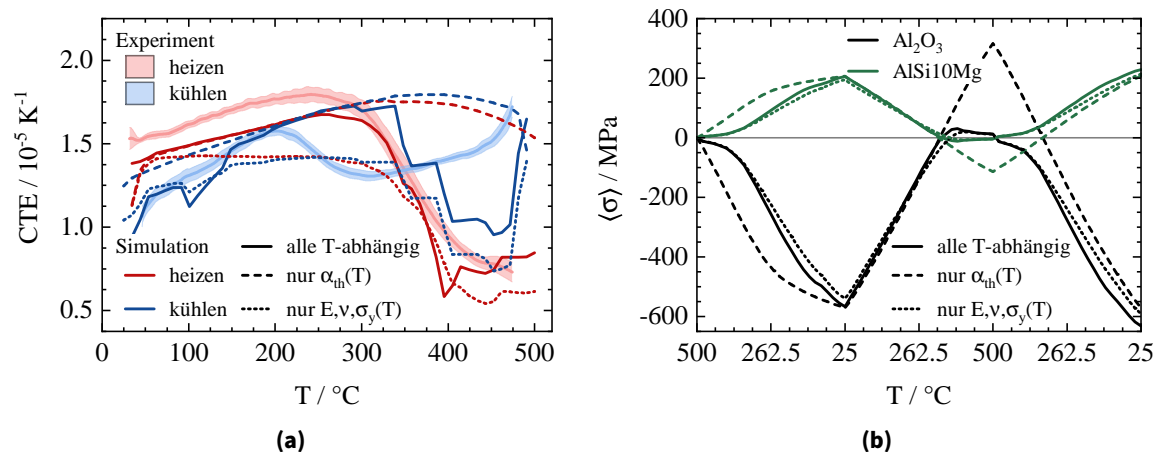 Experiment
heizen
kühlen
Simulation
heizen
kühlen
alle T-abhängig
nur α_th(T)
nur E,ν,σ_y(T)
2.0
1.5
1.0
0.5
CTE / 10⁻⁵ K⁻¹
0 100 200 300 400 500
T / °C
(a)
Al₂O₃
AlSi10Mg
alle T-abhängig
nur α_th(T)
nur E,ν,σ_y(T)
400
200
0
-200
-400
-600
⟨σ⟩ / MPa
500 262.5 25 262.5 500 262.5 25
T / °C
(b)